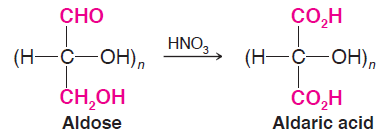 CHO CO₂H
(H—C—OH)ₙ HNO₃ (H—C—OH)ₙ
CH₂OH CO₂H
Aldose Aldaric acid